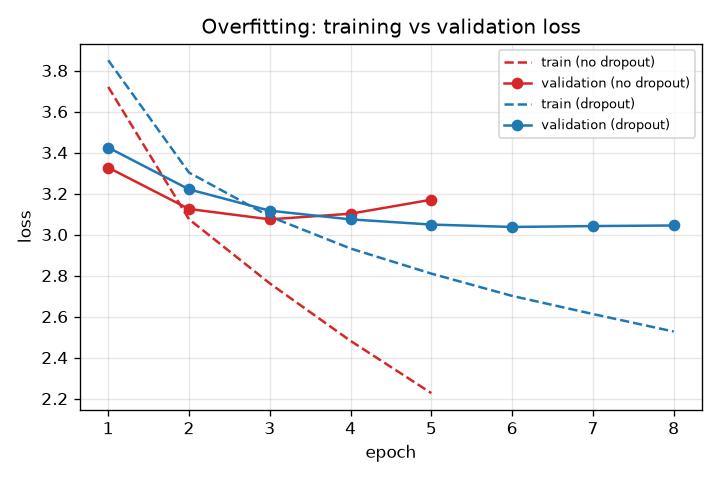 Overfitting: training vs validation loss
train (no dropout)
validation (no dropout)
train (dropout)
validation (dropout)
loss
3.8
3.6
3.4
3.2
3.0
2.8
2.6
2.4
2.2
1 2 3 4 5 6 7 8
epoch